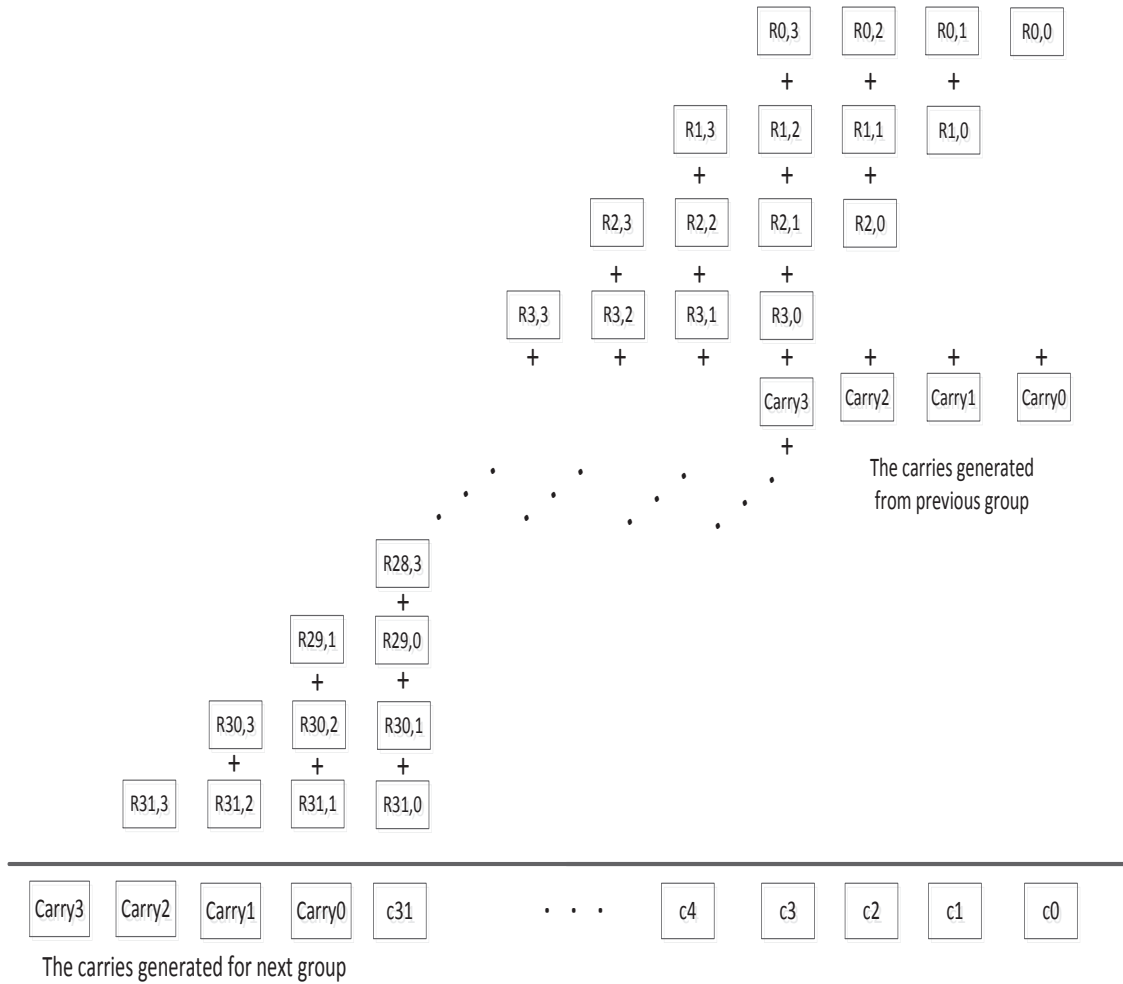 R0,3 R0,2 R0,1 R0,0
+ + +
R1,3 R1,2 R1,1 R1,0
+ + +
R2,3 R2,2 R2,1 R2,0
+ + +
R3,3 R3,2 R3,1 R3,0
+ + + + + + +
Carry3 Carry2 Carry1 Carry0
+
The carries generated
from previous group
R28,3
+
R29,1 R29,0
+ +
R30,3 R30,2 R30,1
+ + +
R31,3 R31,2 R31,1 R31,0
Carry3 Carry2 Carry1 Carry0 c31 . . . c4 c3 c2 c1 c0
The carries generated for next group